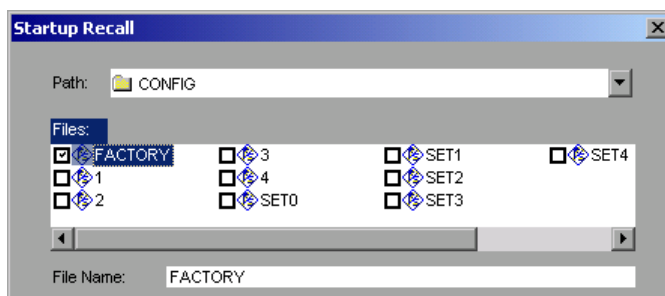 Startup Recall
Path: CONFIG
Files:
FACTORY 3 SET1 SET4
1 4 SET2
2 SET0 SET3
File Name: FACTORY